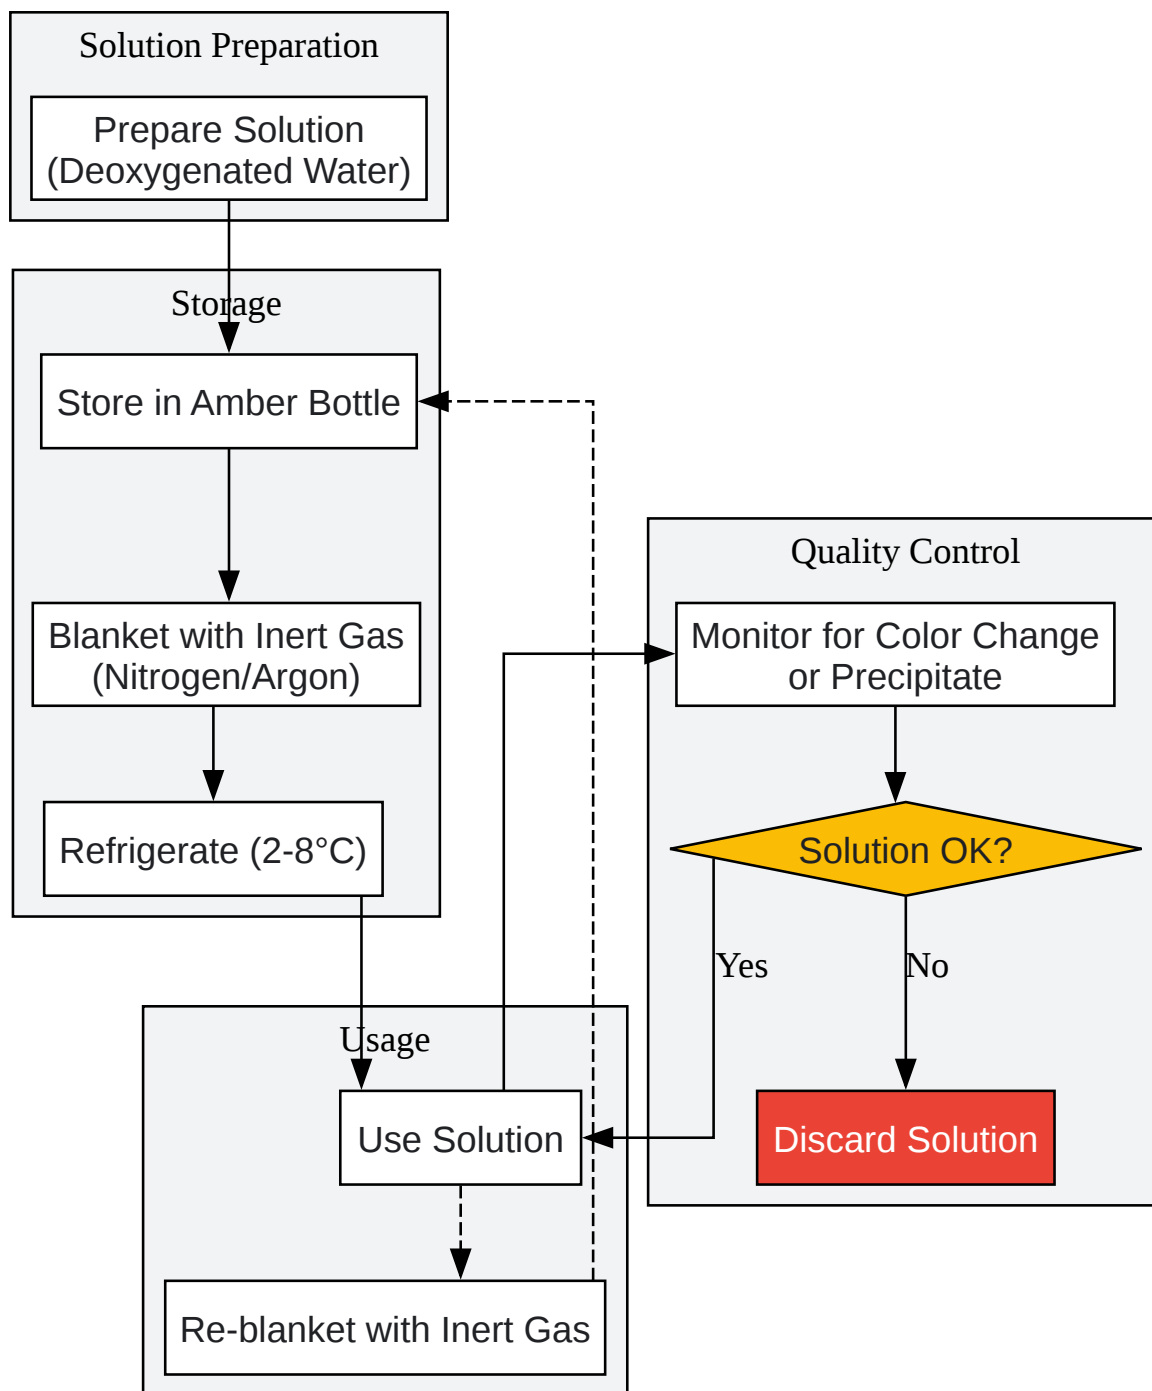 Solution Preparation
Prepare Solution
(Deoxygenated Water)
Storage
Store in Amber Bottle
Blanket with Inert Gas
(Nitrogen/Argon)
Refrigerate (2-8°C)
Quality Control
Monitor for Color Change
or Precipitate
Solution OK?
Yes
No
Discard Solution
Usage
Use Solution
Re-blanket with Inert Gas